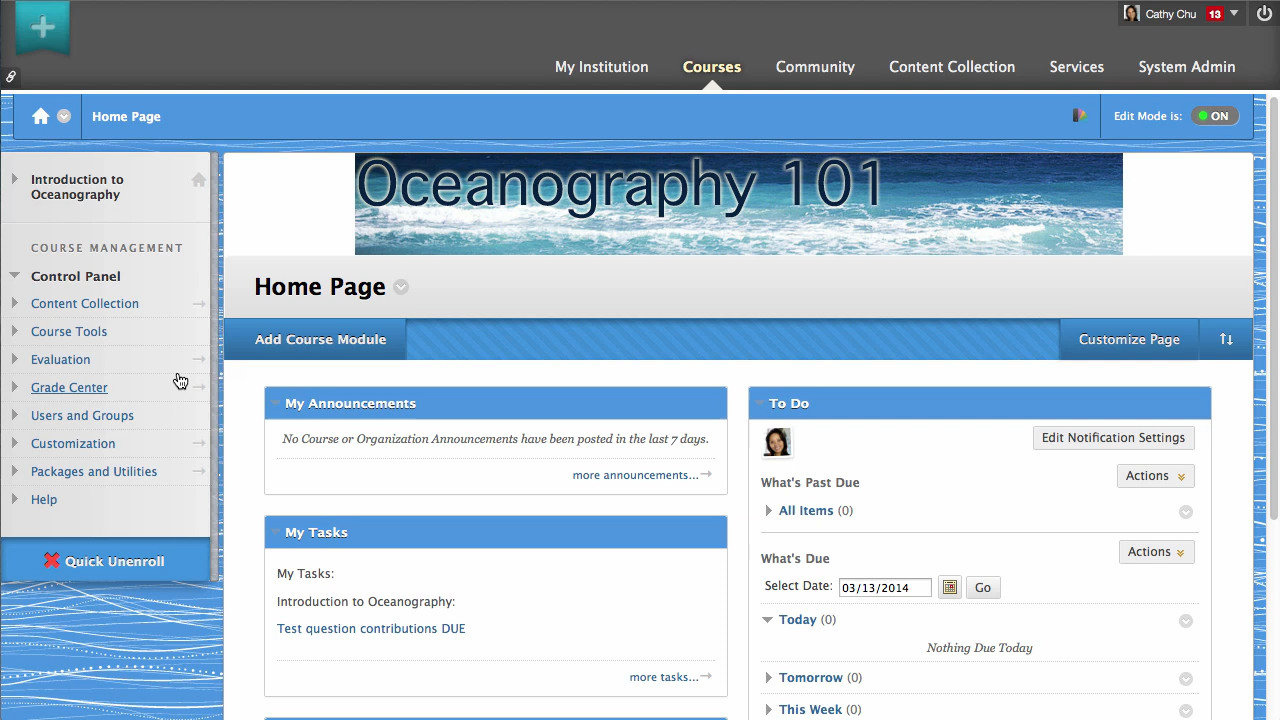 Cathy Chu 13
My Institution Courses Community Content Collection Services System Admin
Home Page
Edit Mode is: ON
Introduction to
Oceanography
COURSE MANAGEMENT
Control Panel
Content Collection
Course Tools
Evaluation
Grade Center
Users and Groups
Customization
Packages and Utilities
Help
Quick Unenroll
Oceanography 101
Home Page
Add Course Module
Customize Page
My Announcements
No Course or Organization Announcements have been posted in the last 7 days.
more announcements...
My Tasks
My Tasks:
Introduction to Oceanography:
Test question contributions DUE
more tasks...
To Do
Edit Notification Settings
Actions
What's Past Due
All Items (0)
What's Due
Actions
Select Date: 03/13/2014 Go
Today (0)
Nothing Due Today
Tomorrow (0)
This Week (0)